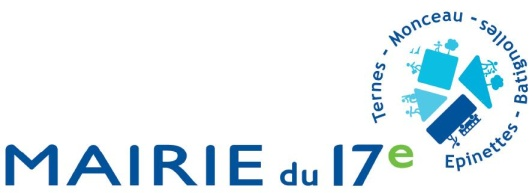 Ternes - Monceau - Batignolles - Epinettes
MAIRIE du 17e